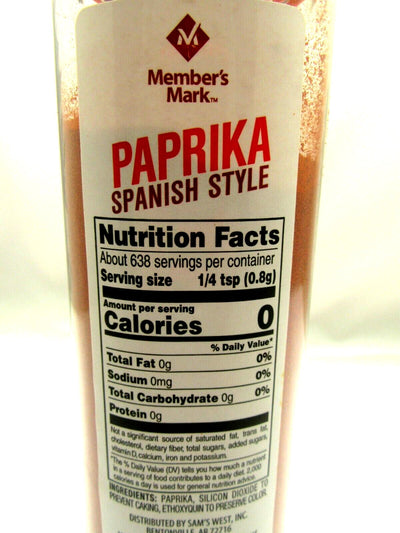 Member's
Mark™
PAPRIKA
SPANISH STYLE
Nutrition Facts
About 638 servings per container
Serving size 1/4 tsp (0.8g)
Amount per serving
Calories 0
% Daily Value*
Total Fat 0g 0%
Sodium 0mg 0%
Total Carbohydrate 0g 0%
Protein 0g
Not a significant source of saturated fat, trans fat,
cholesterol, dietary fiber, total sugars, added sugars,
vitamin D, calcium, iron and potassium.
*The % Daily Value (DV) tells you how much a nutrient
in a serving of food contributes to a daily diet. 2,000
calories a day is used for general nutrition advice.
INGREDIENTS: PAPRIKA, SILICON DIOXIDE TO
PREVENT CAKING, ETHOXYQUIN TO PRESERVE COLOR.
DISTRIBUTED BY SAM'S WEST, INC.
BENTONVILLE, AR 72716